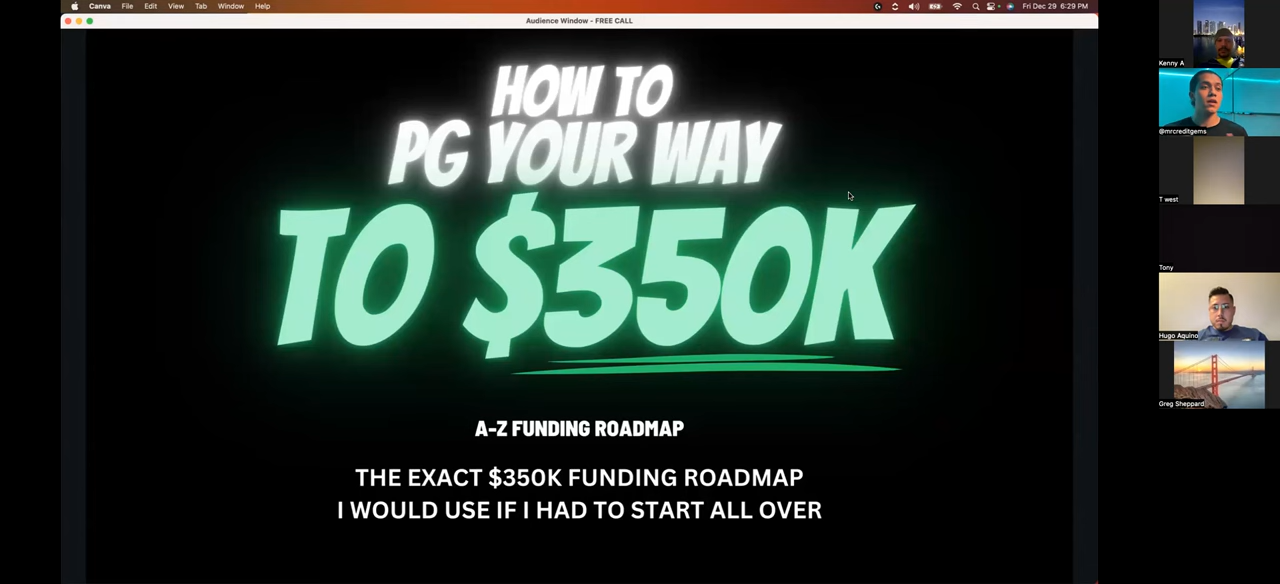 Canva File Edit View Tab Window Help
Fri Dec 29 6:29 PM
Audience Window - FREE CALL
HOW TO
PG YOUR WAY
TO $350K
A-Z FUNDING ROADMAP
THE EXACT $350K FUNDING ROADMAP
I WOULD USE IF I HAD TO START ALL OVER
Kenny A
@mrcreditgems
T west
Tony
Hugo Aquino
Greg Sheppard